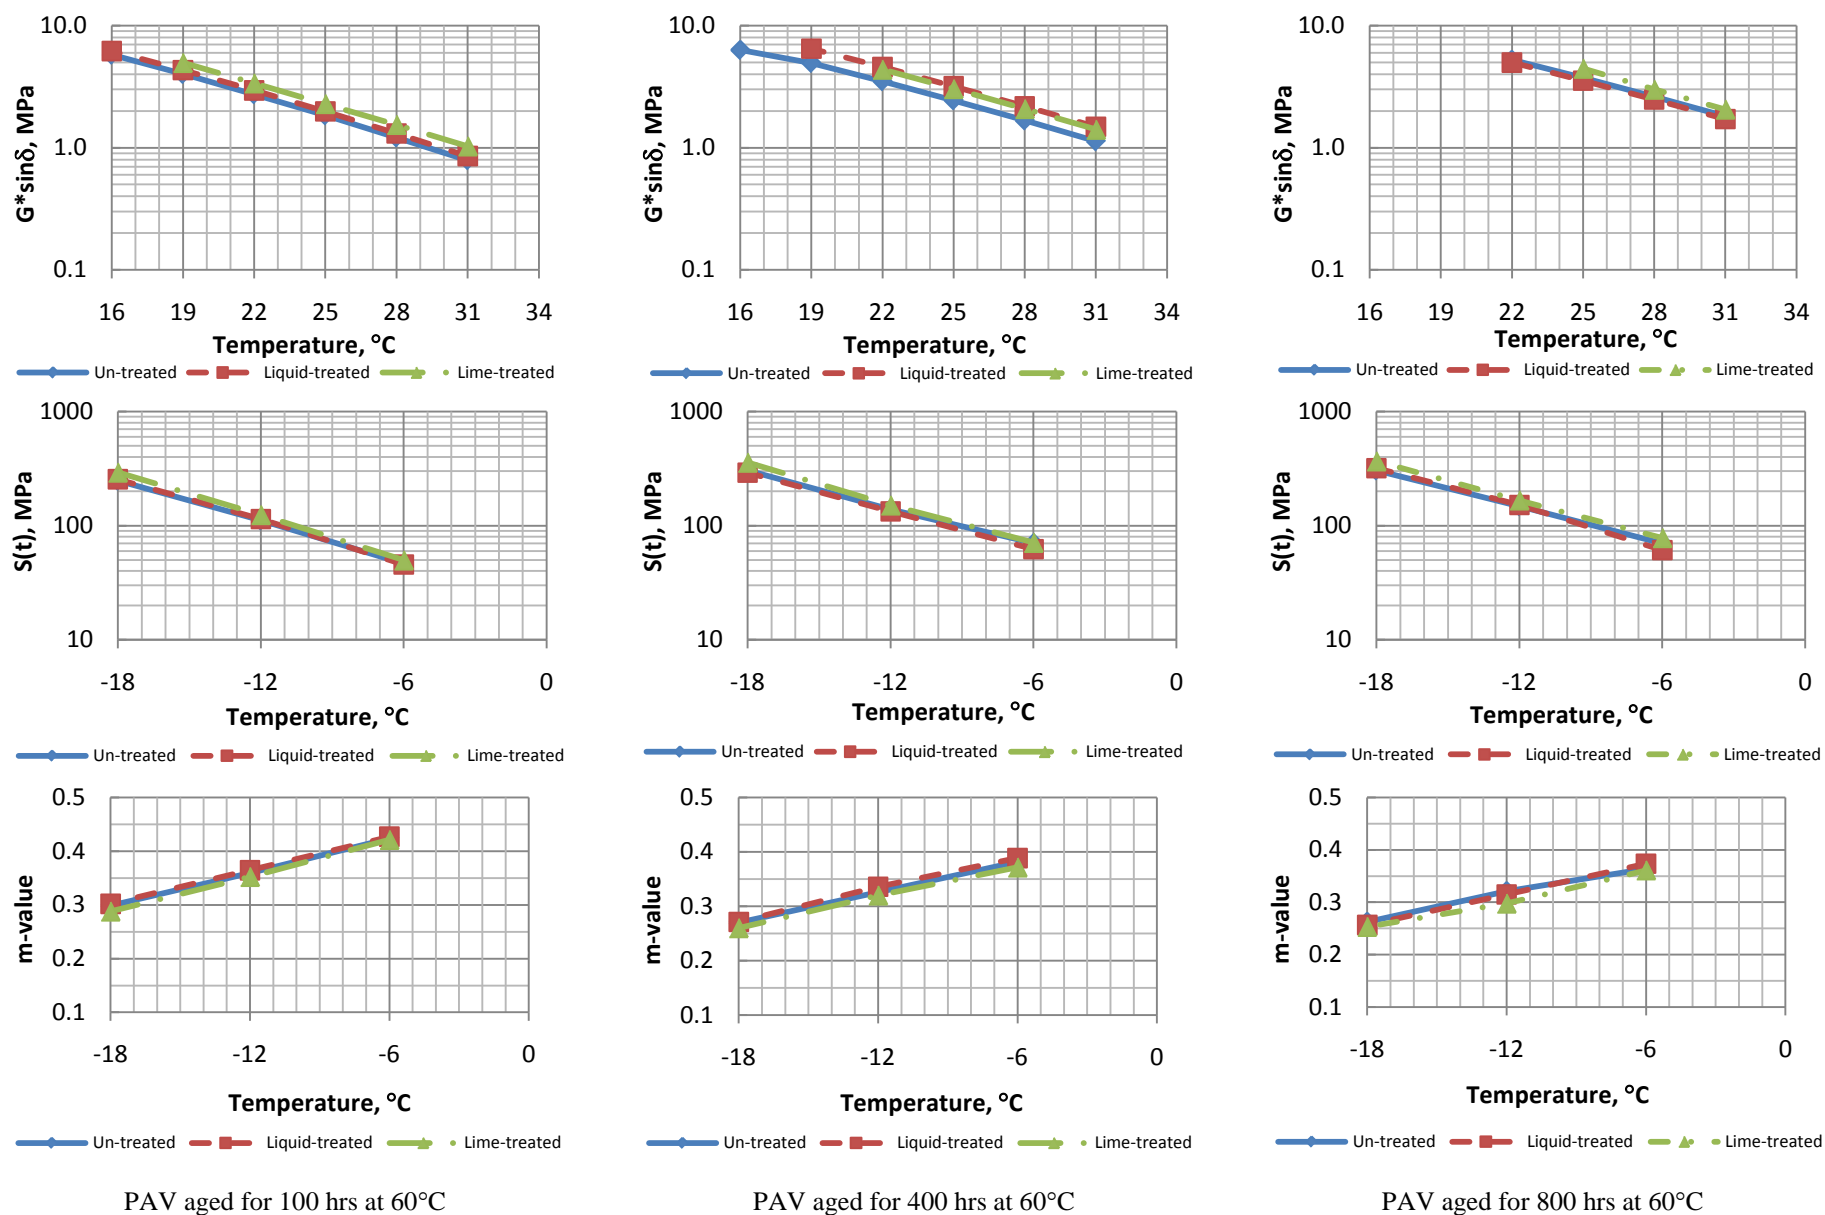 10.0
1.0
0.1
G*sinδ, MPa
16 19 22 25 28 31 34
Temperature, °C
Un-treated Liquid-treated Lime-treated
10.0
1.0
0.1
G*sinδ, MPa
16 19 22 25 28 31 34
Temperature, °C
Un-treated Liquid-treated Lime-treated
10.0
1.0
0.1
G*sinδ, MPa
16 19 22 25 28 31 34
Temperature, °C
Un-treated Liquid-treated Lime-treated
1000
100
10
S(t), MPa
-18 -12 -6 0
Temperature, °C
Un-treated Liquid-treated Lime-treated
1000
100
10
S(t), MPa
-18 -12 -6 0
Temperature, °C
Un-treated Liquid-treated Lime-treated
1000
100
10
S(t), MPa
-18 -12 -6 0
Temperature, °C
Un-treated Liquid-treated Lime-treated
0.5
0.4
0.3
0.2
0.1
m-value
-18 -12 -6 0
Temperature, °C
Un-treated Liquid-treated Lime-treated
0.5
0.4
0.3
0.2
0.1
m-value
-18 -12 -6 0
Temperature, °C
Un-treated Liquid-treated Lime-treated
0.5
0.4
0.3
0.2
0.1
m-value
-18 -12 -6 0
Temperature, °C
Un-treated Liquid-treated Lime-treated
PAV aged for 100 hrs at 60°C
PAV aged for 400 hrs at 60°C
PAV aged for 800 hrs at 60°C